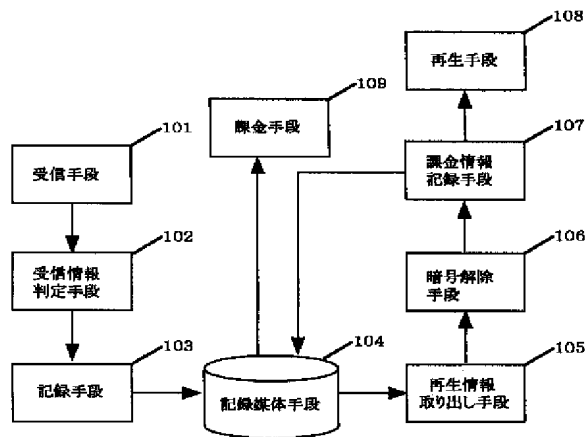 108
再生手段
109
課金手段
107
課金情報
記録手段
101
受信手段
102
受信情報
判定手段
106
暗号解除
手段
103
記録手段
104
記録媒体手段
105
再生情報
取り出し手段